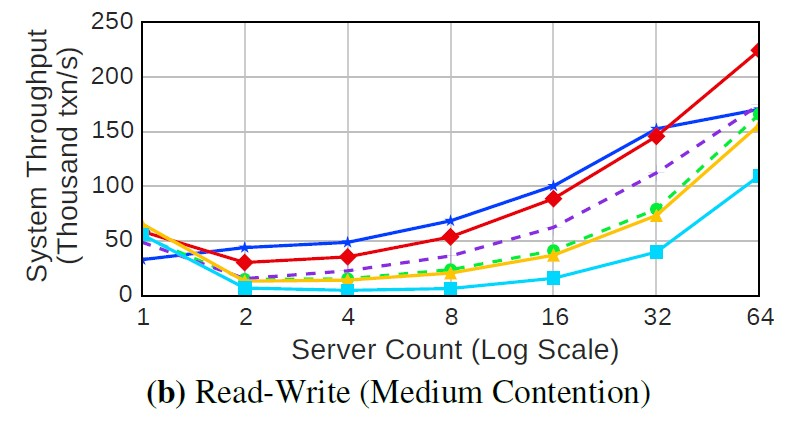 System Throughput
(Thousand txn/s)
250
200
150
100
50
0
1 2 4 8 16 32 64
Server Count (Log Scale)
(b) Read-Write (Medium Contention)